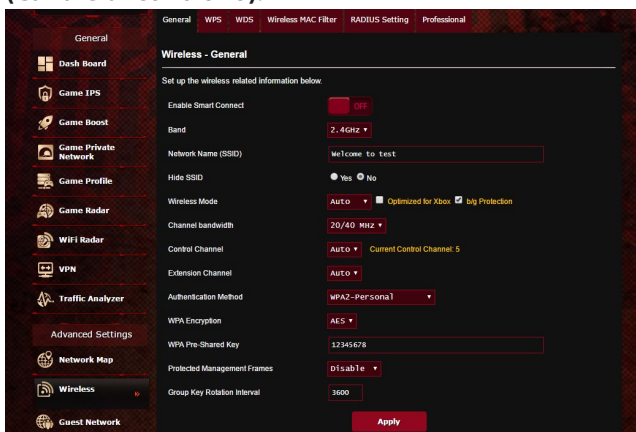 General WPS WDS Wireless MAC Filter RADIUS Setting Professional
General
Dash Board
Game IPS
Game Boost
Game Private
Network
Game Profile
Game Radar
WiFi Radar
VPN
Traffic Analyzer
Advanced Settings
Network Map
Wireless
Guest Network
Wireless - General
Set up the wireless related information below.
Enable Smart Connect OFF
Band 2.4GHz
Network Name (SSID) Welcome to test
Hide SSID Yes No
Wireless Mode Auto Optimized for Xbox b/g Protection
Channel bandwidth 20/40 MHz
Control Channel Auto Current Control Channel: 5
Extension Channel Auto
Authentication Method WPA2-Personal
WPA Encryption AES
WPA Pre-Shared Key 12345678
Protected Management Frames Disable
Group Key Rotation Interval 3600
Apply